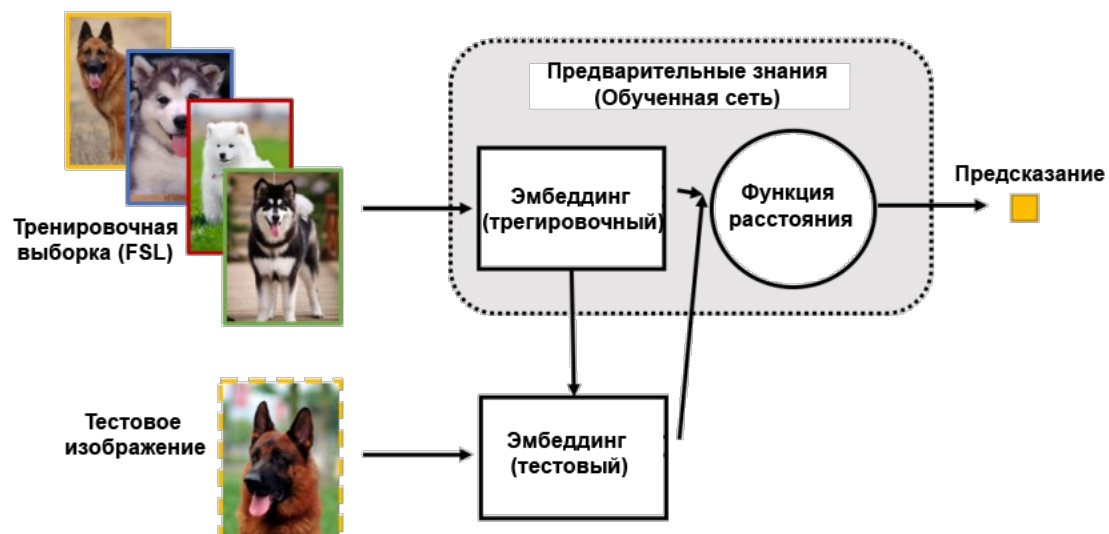 Предварительные знания
(Обученная сеть)
Тренировочная
выборка (FSL)
Эмбеддинг
(трегировочный)
Функция
расстояния
Предсказание
Тестовое
изображение
Эмбеддинг
(тестовый)